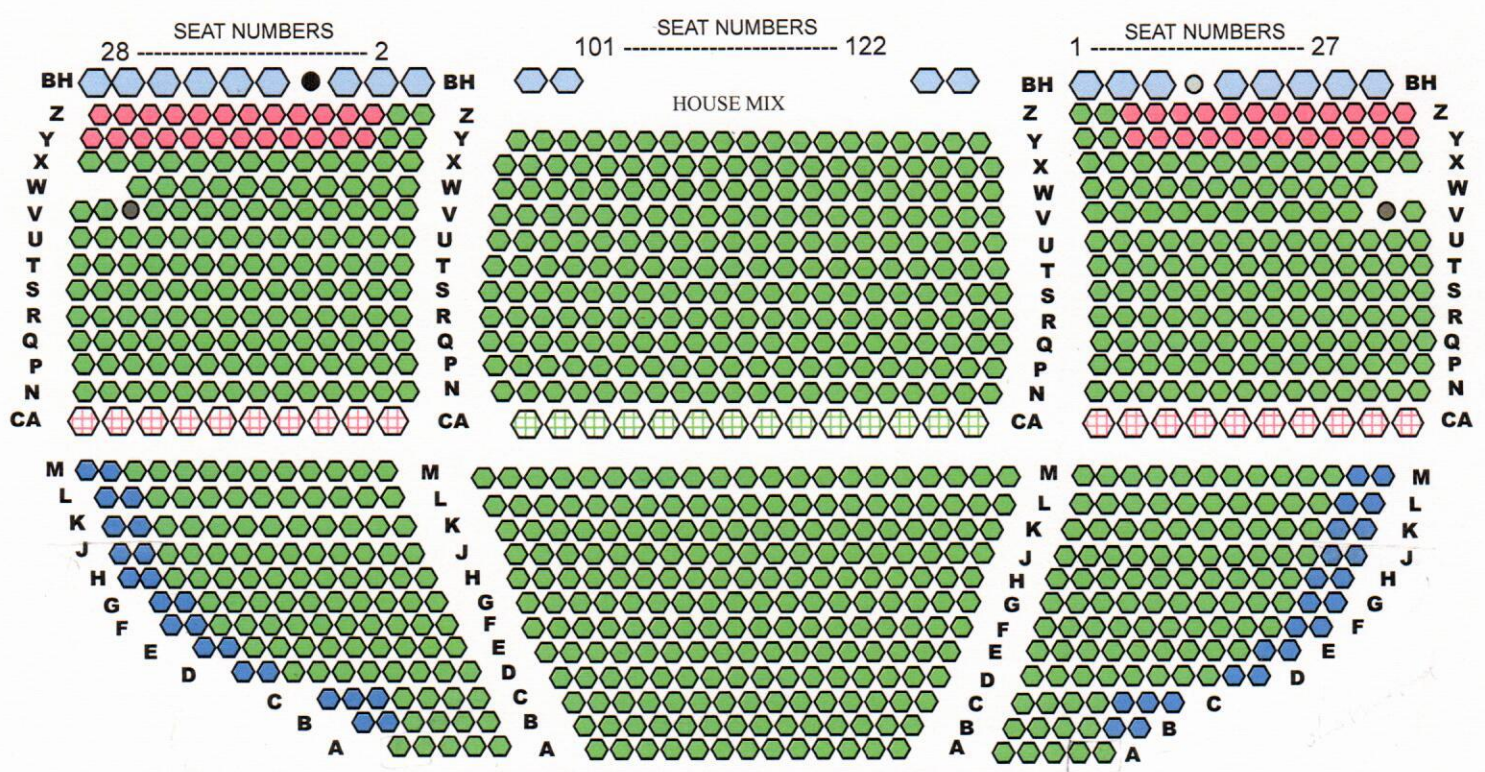 SEAT NUMBERS SEAT NUMBERS SEAT NUMBERS
28 ------------------------- 2 101 ----------------------- 122 1 ----------------------- 27
BH BH BH BH
HOUSE MIX
Z Z Z Z
Y Y Y Y
X X X X
W W W W
V V V V
U U U U
T T T T
S S S S
R R R R
Q Q Q Q
P P P P
N N N N
CA CA CA CA
M M M M
L L L L
K K K K
J J J J
H H H H
G G G G
F F F F
E E E E
D D D D
C C C C
B B B B
A A A A